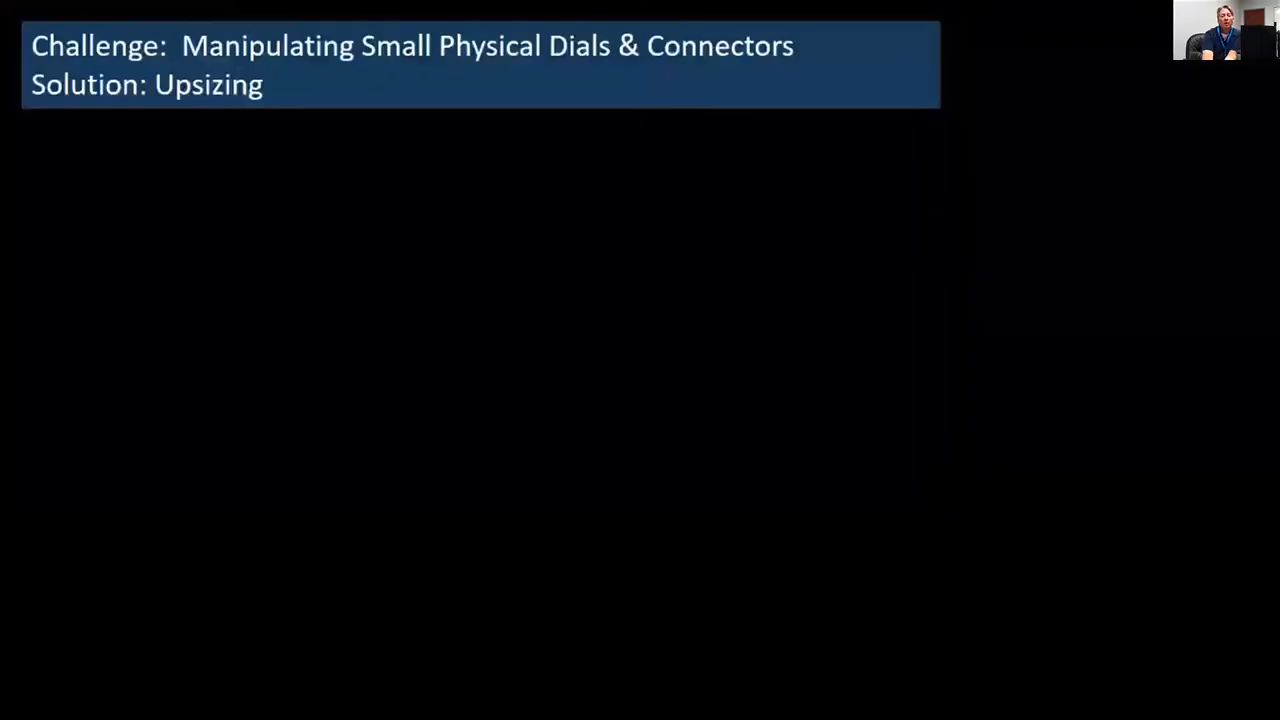 Challenge:  Manipulating Small Physical Dials & Connectors
Solution: Upsizing